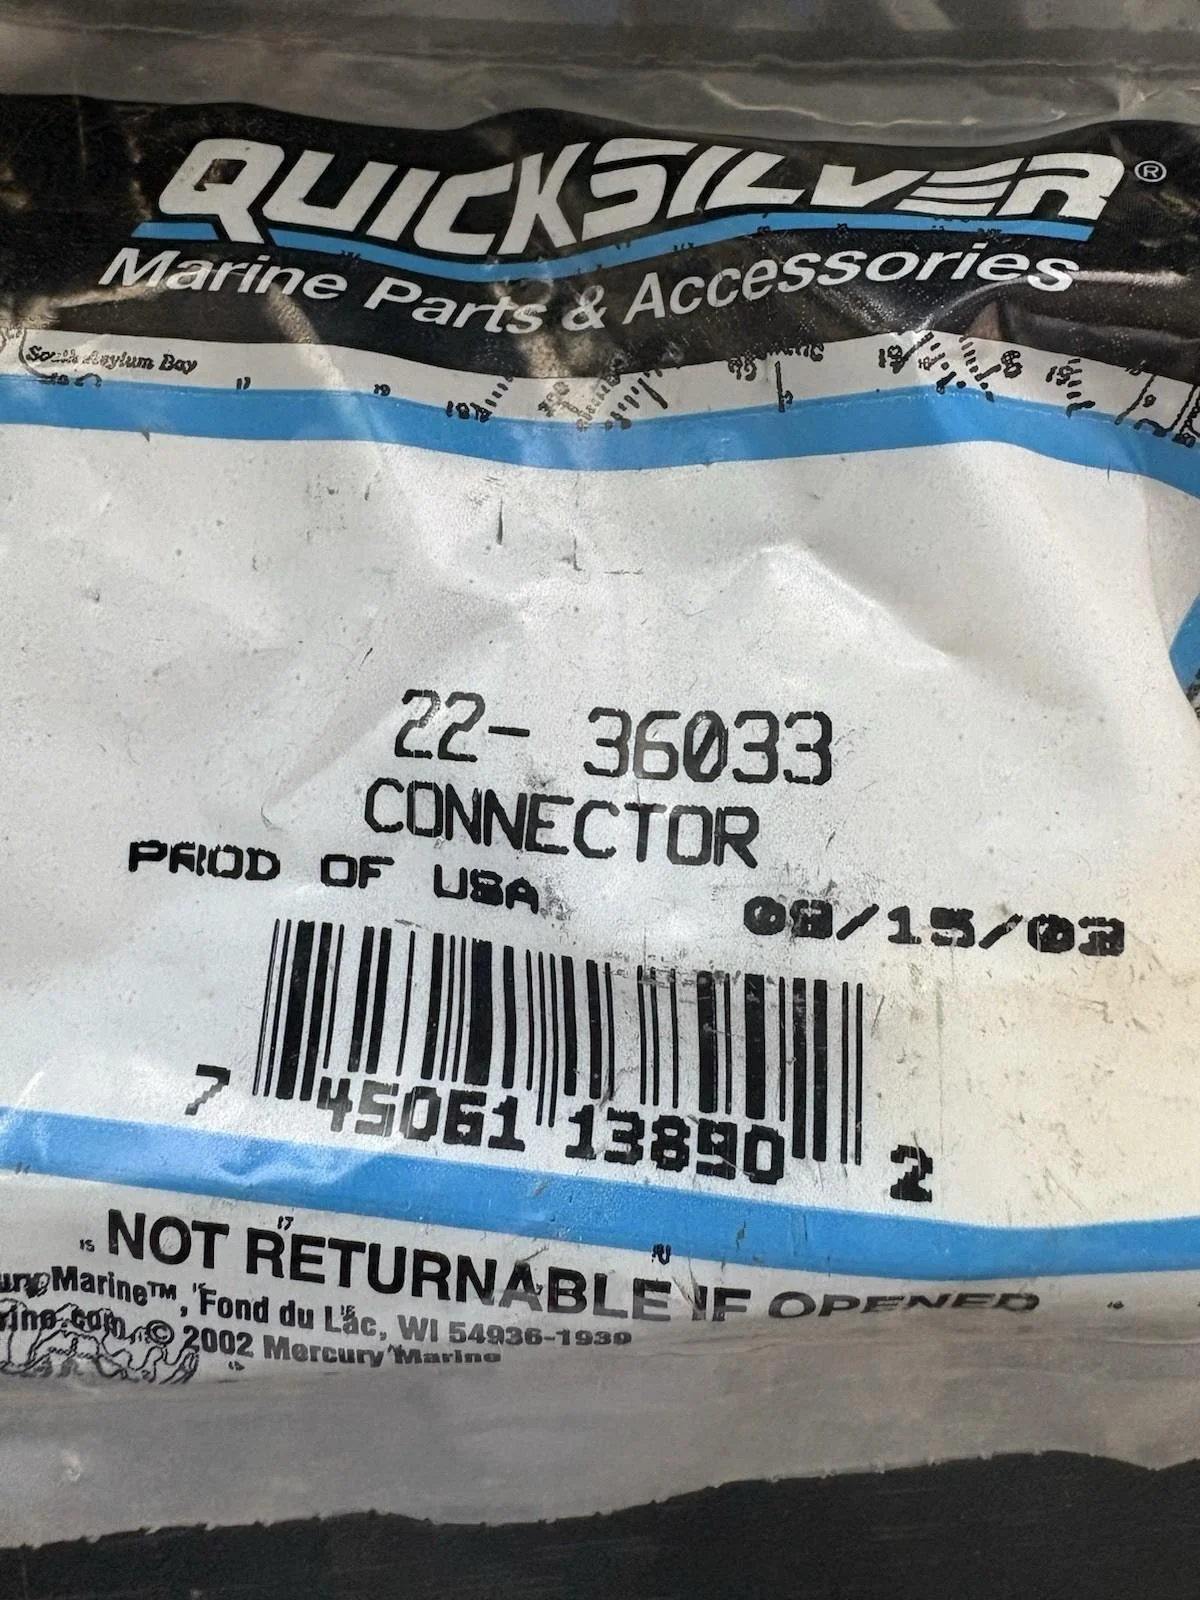 QUICKSILVER®
Marine Parts & Accessories
South Asylum Bay
22- 36033
CONNECTOR
PROD OF USA
7 45061 13890 2
NOT RETURNABLE IF OPENED
Marine™, Fond du Lac, WI 54936-1939
© 2002 Mercury Marine